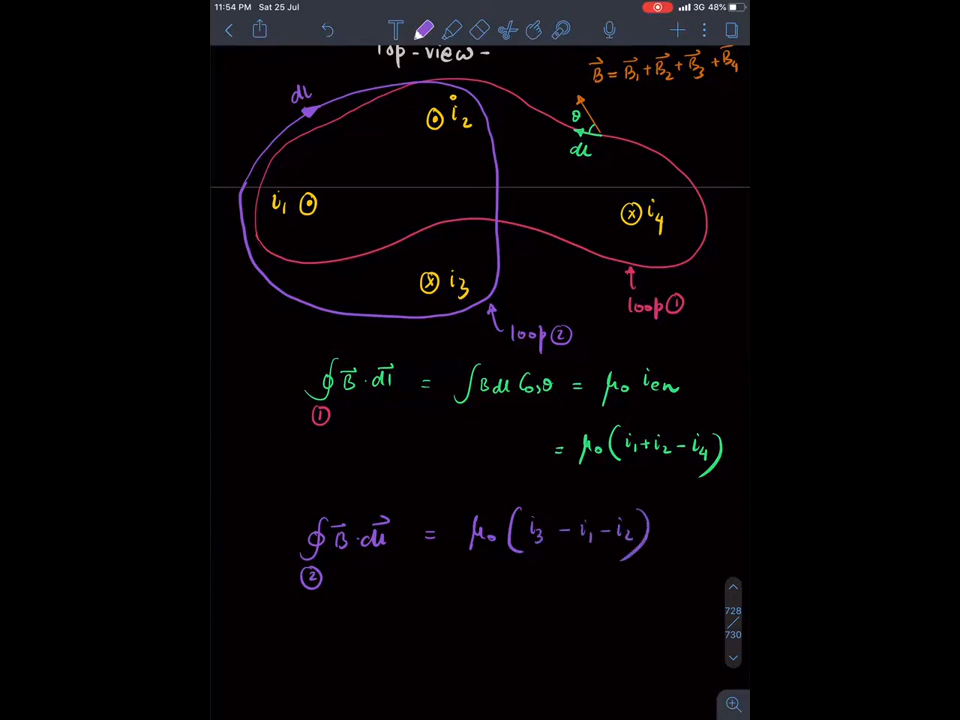 11:54 PM Sat 25 Jul 3G 48%
Top-view-
B⃗ = B⃗₁ + B⃗₂ + B⃗₃ + B⃗₄
dl
i₂
θ
dl
i₁
i₄
i₃
loop ①
loop ②
∮ B⃗ · dl⃗ = ∫ B dl Cosθ = μ₀ i en
①
= μ₀ (i₁ + i₂ - i₄)
∮ B⃗ · dl⃗ = μ₀ (i₃ - i₁ - i₂)
②
728
730